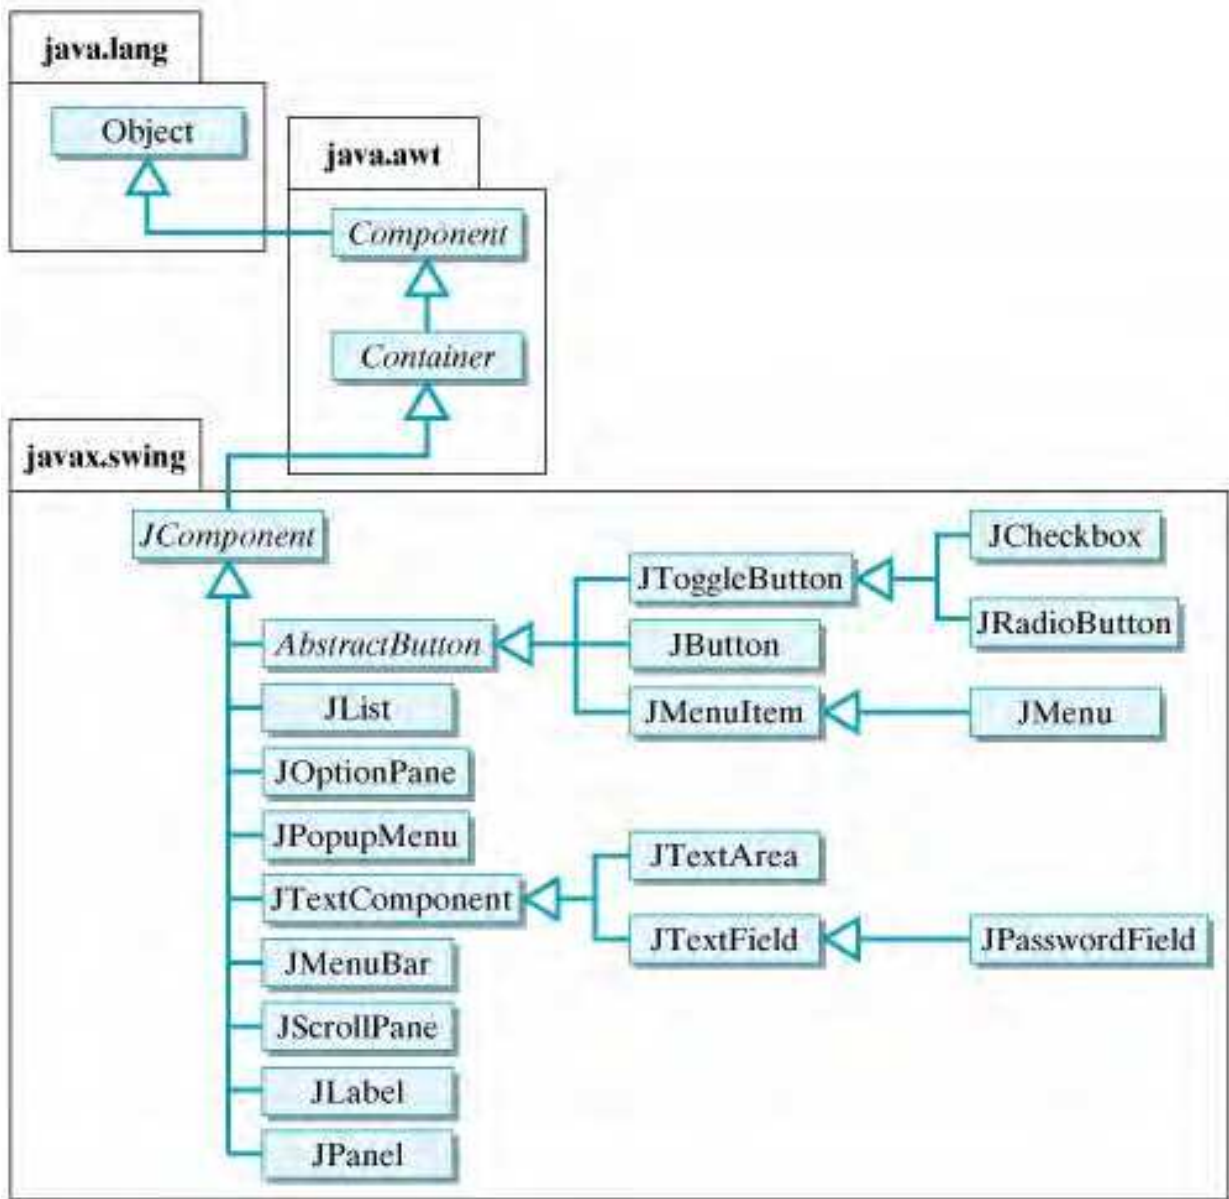 java.lang
Object
java.awt
Component
Container
javax.swing
JComponent
JCheckbox
JToggleButton
JRadioButton
AbstractButton
JButton
JList
JMenuItem
JMenu
JOptionPane
JPopupMenu
JTextArea
JTextComponent
JTextField
JPasswordField
JMenuBar
JScrollPane
JLabel
JPanel